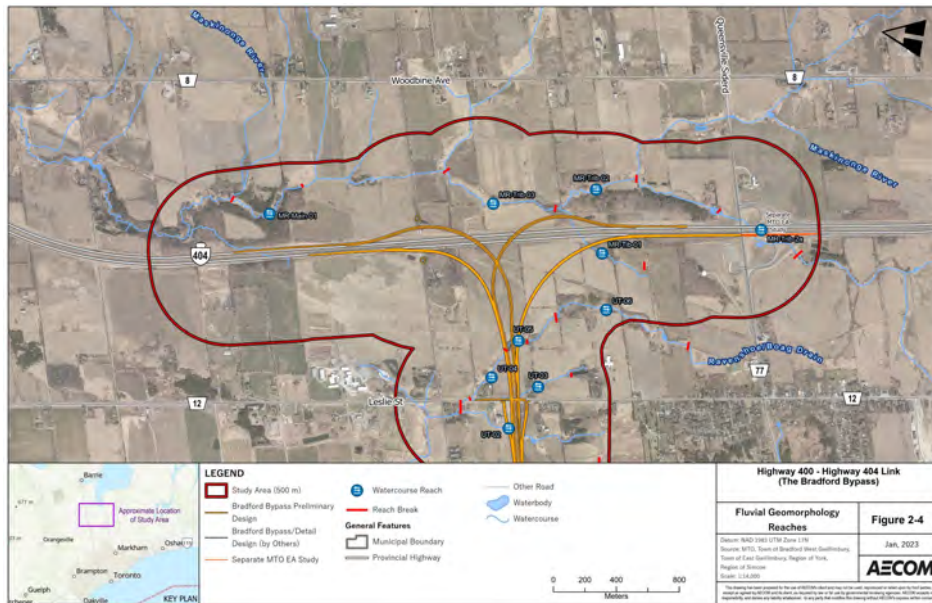 Maskinonge River
Maskinonge River
Queensville Sideroad
8
Woodbine Ave
8
Maskinonge River
MR-Trib-02
MR-Trib-03
MR-Main-01
Separate
MTO EA
Study
MR-Trib-2a
404
MR-Trib-01
UT-06
UT-05
Ravenshoe/Boag Drain
UT-04
UT-03
77
12
Leslie St
12
UT-02
Barrie
Approximate Location
of Study Area
Orangeville
Markham
Brampton
Toronto
Guelph
Oakville
KEY PLAN
LEGEND
Study Area (500 m)
Bradford Bypass Preliminary
Design
Bradford Bypass/Detail
Design (by Others)
Separate MTO EA Study
Watercourse Reach
Reach Break
General Features
Municipal Boundary
Provincial Highway
Other Road
Waterbody
Watercourse
0 200 400 800
Meters
Highway 400 - Highway 404 Link
(The Bradford Bypass)
Fluvial Geomorphology
Reaches
Figure 2-4
Datum: NAD 1983 UTM Zone 17N
Source: MTO, Town of Bradford West Gwillimbury,
Town of East Gwillimbury, Region of York,
Region of Simcoe
Scale: 1:14,000
Jan, 2023
AECOM